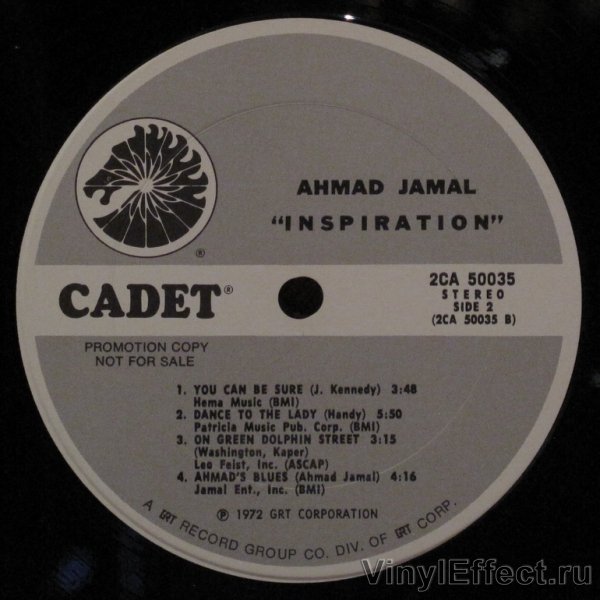 AHMAD JAMAL
"INSPIRATION"
®
CADET®
2CA 50035
STEREO
SIDE 2
(2CA 50035 B)
PROMOTION COPY
NOT FOR SALE
1. YOU CAN BE SURE (J. Kennedy) 3:48
Hema Music (BMI)
2. DANCE TO THE LADY (Handy) 5:50
Patricia Music Pub. Corp. (BMI)
3. ON GREEN DOLPHIN STREET 3:15
(Washington, Kaper)
Leo Feist, Inc. (ASCAP)
4. AHMAD'S BLUES (Ahmad Jamal) 4:16
Jamal Ent., Inc. (BMI)
℗ 1972 GRT CORPORATION
A GRT RECORD GROUP CO. DIV. OF GRT CORP.
VinylEffect.ru